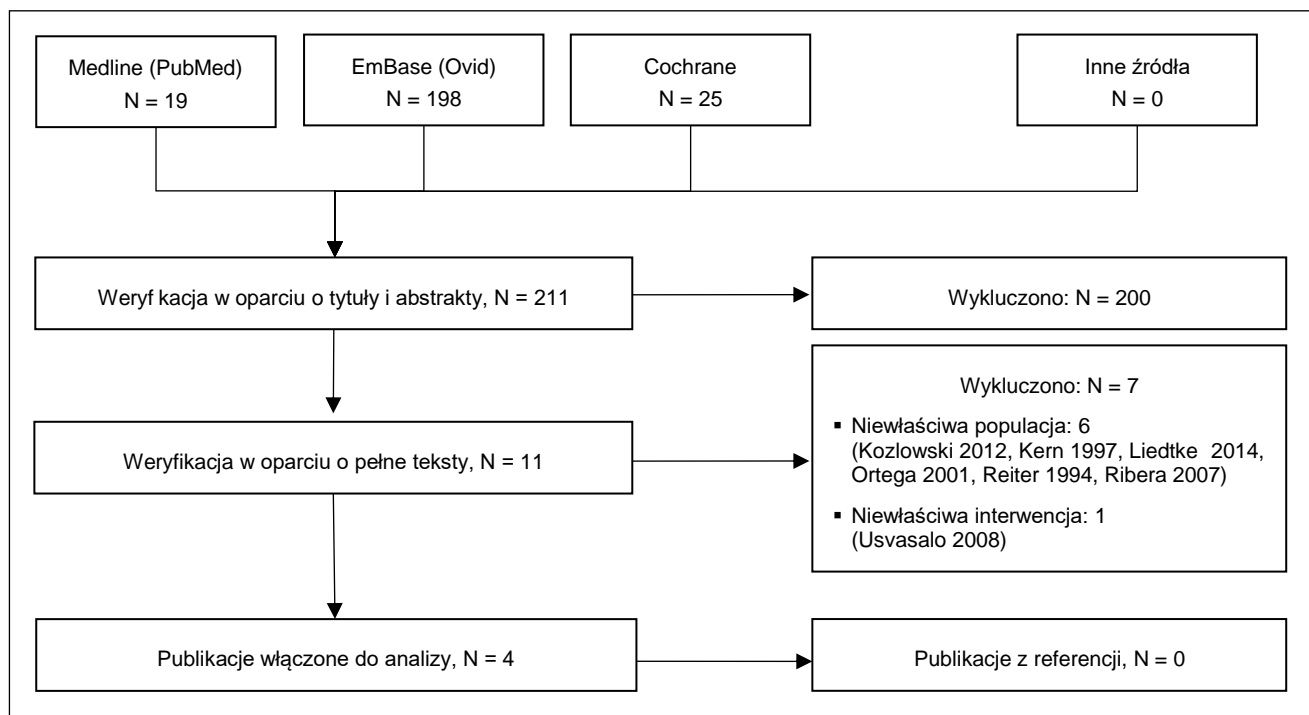 Medline (PubMed)
N = 19
EmBase (Ovid)
N = 198
Cochrane
N = 25
Inne źródła
N = 0
Weryf kacja w oparciu o tytuły i abstrakty, N = 211
Wykluczono: N = 200
Weryfikacja w oparciu o pełne teksty, N = 11
Wykluczono: N = 7
▪ Niewłaściwa populacja: 6
(Kozlowski 2012, Kern 1997, Liedtke 2014,
Ortega 2001, Reiter 1994, Ribera 2007)
▪ Niewłaściwa interwencja: 1
(Usvasalo 2008)
Publikacje włączone do analizy, N = 4
Publikacje z referencji, N = 0